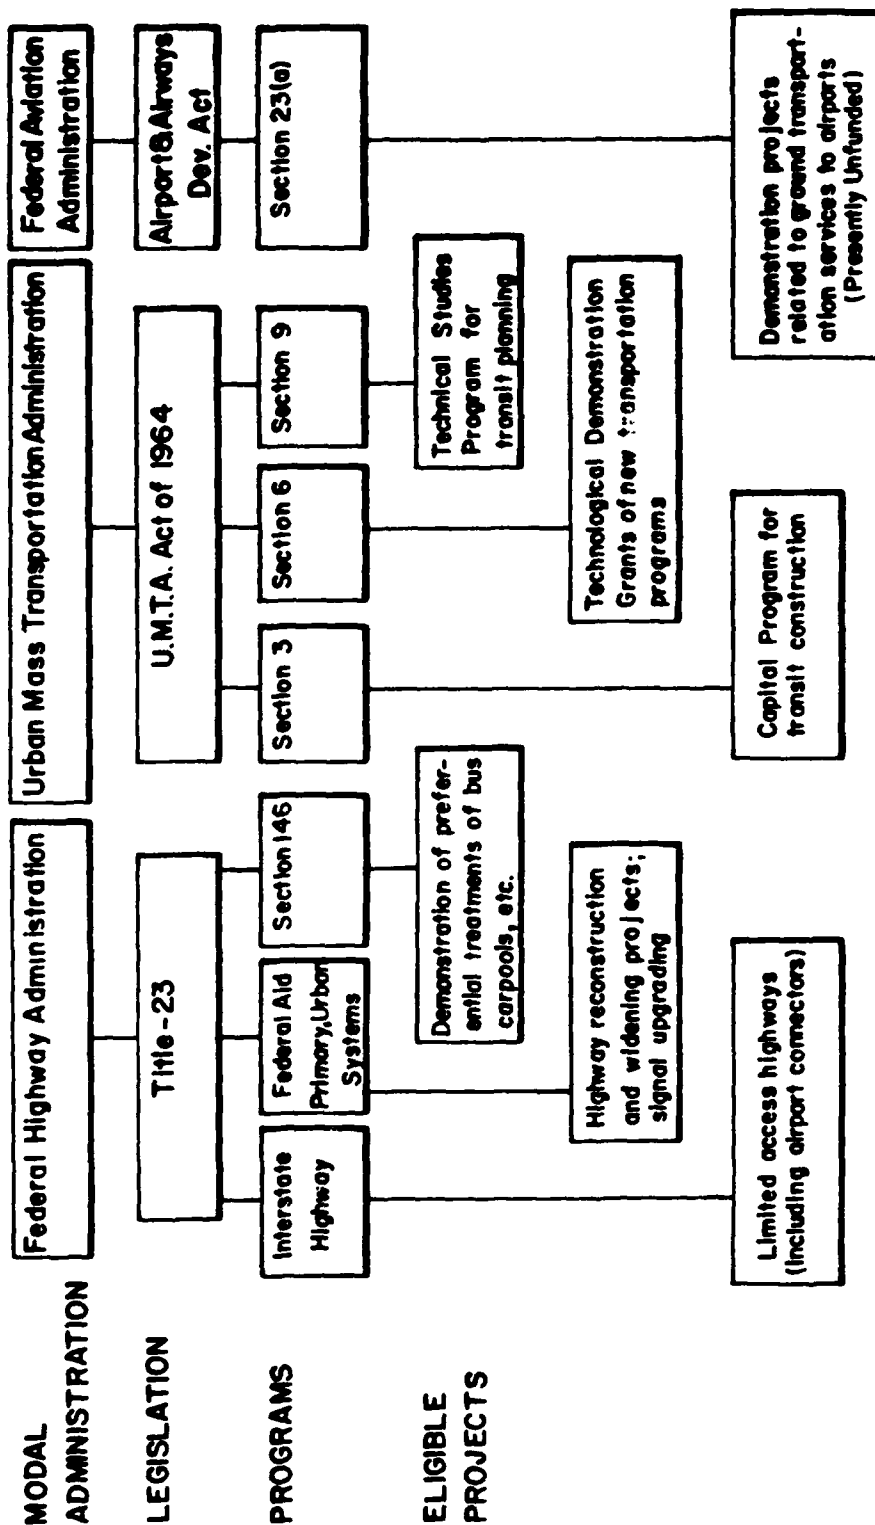 MODAL
ADMINISTRATION
Federal Highway Administration
Urban Mass Transportation Administration
Federal Aviation
Administration
LEGISLATION
Title-23
U.M.T.A. Act of 1964
Airport&Airways
Dev. Act
PROGRAMS
Interstate
Highway
Federal Aid
Primary,Urban
Systems
Section 146
Section 3
Section 6
Section 9
Section 23(a)
ELIGIBLE
PROJECTS
Demonstration of prefer-
ential treatments of bus
carpools, etc.
Technical Studies
Program for
transit planning
Highway reconstruction
and widening projects;
signal upgrading
Technological Demonstration
Grants of new transportation
programs
Limited access highways
(including airport connectors)
Capital Program for
transit construction
Demonstration projects
related to ground transport-
ation services to airports
(Presently Unfunded)